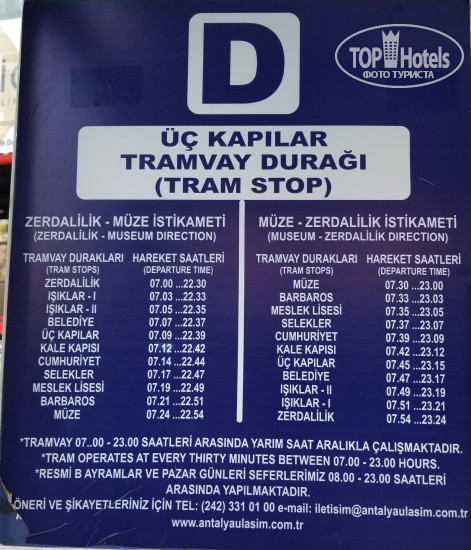 D
TOP Hotels
ФОТО ТУРИСТА
ÜÇ KAPILAR
TRAMVAY DURAĞI
(TRAM STOP)
ZERDALİLİK - MÜZE İSTİKAMETİ
(ZERDALİLİK - MUSEUM DIRECTION)
TRAMVAY DURAKLARI HAREKET SAATLERİ
(TRAM STOPS) (DEPARTURE TIME)
ZERDALİLİK 07.00 ...22.30
IŞIKLAR - I 07.03 ...22.33
IŞIKLAR - II 07.05 ...22.35
BELEDİYE 07.07 ...22.37
ÜÇ KAPILAR 07.09 ...22.39
KALE KAPISI 07.12 ...22.42
CUMHURİYET 07.14 ...22.44
SELEKLER 07.17 ...22.47
MESLEK LİSESİ 07.19 ...22.49
BARBAROS 07.21 ...22.51
MÜZE 07.24 ...22.54
MÜZE - ZERDALİLİK İSTİKAMETİ
(MUSEUM - ZERDALİLİK DIRECTION)
TRAMVAY DURAKLARI HAREKET SAATLERİ
(TRAM STOPS) (DEPARTURE TIME)
MÜZE 07.30 ...23.00
BARBAROS 07.33 ...23.03
MESLEK LİSESİ 07.35 ...23.05
SELEKLER 07.37 ...23.07
CUMHURİYET 07.39 ...23.09
KALE KAPISI 07.42 ...23.12
ÜÇ KAPILAR 07.45 ...23.15
BELEDİYE 07.47 ...23.17
IŞIKLAR - II 07.49 ...23.19
IŞIKLAR - I 07.51 ...23.21
ZERDALİLİK 07.54 ...23.24
*TRAMVAY 07..00 - 23.00 SAATLERİ ARASINDA YARIM SAAT ARALIKLA ÇALIŞMAKTADIR.
*TRAM OPERATES AT EVERY THIRTY MINUTES BETWEEN 07.00 - 23.00 HOURS.
*RESMİ B AYRAMLAR VE PAZAR GÜNLERİ SEFERLERİMİZ 08.00 - 23.00 SAATLERİ
ARASINDA YAPILMAKTADIR.
ÖNERİ VE ŞİKAYETLERİNİZ İÇİN TEL: (242) 331 01 00 e-mail: iletisim@antalyaulasim.com.tr
www.antalyaulasim.com.tr